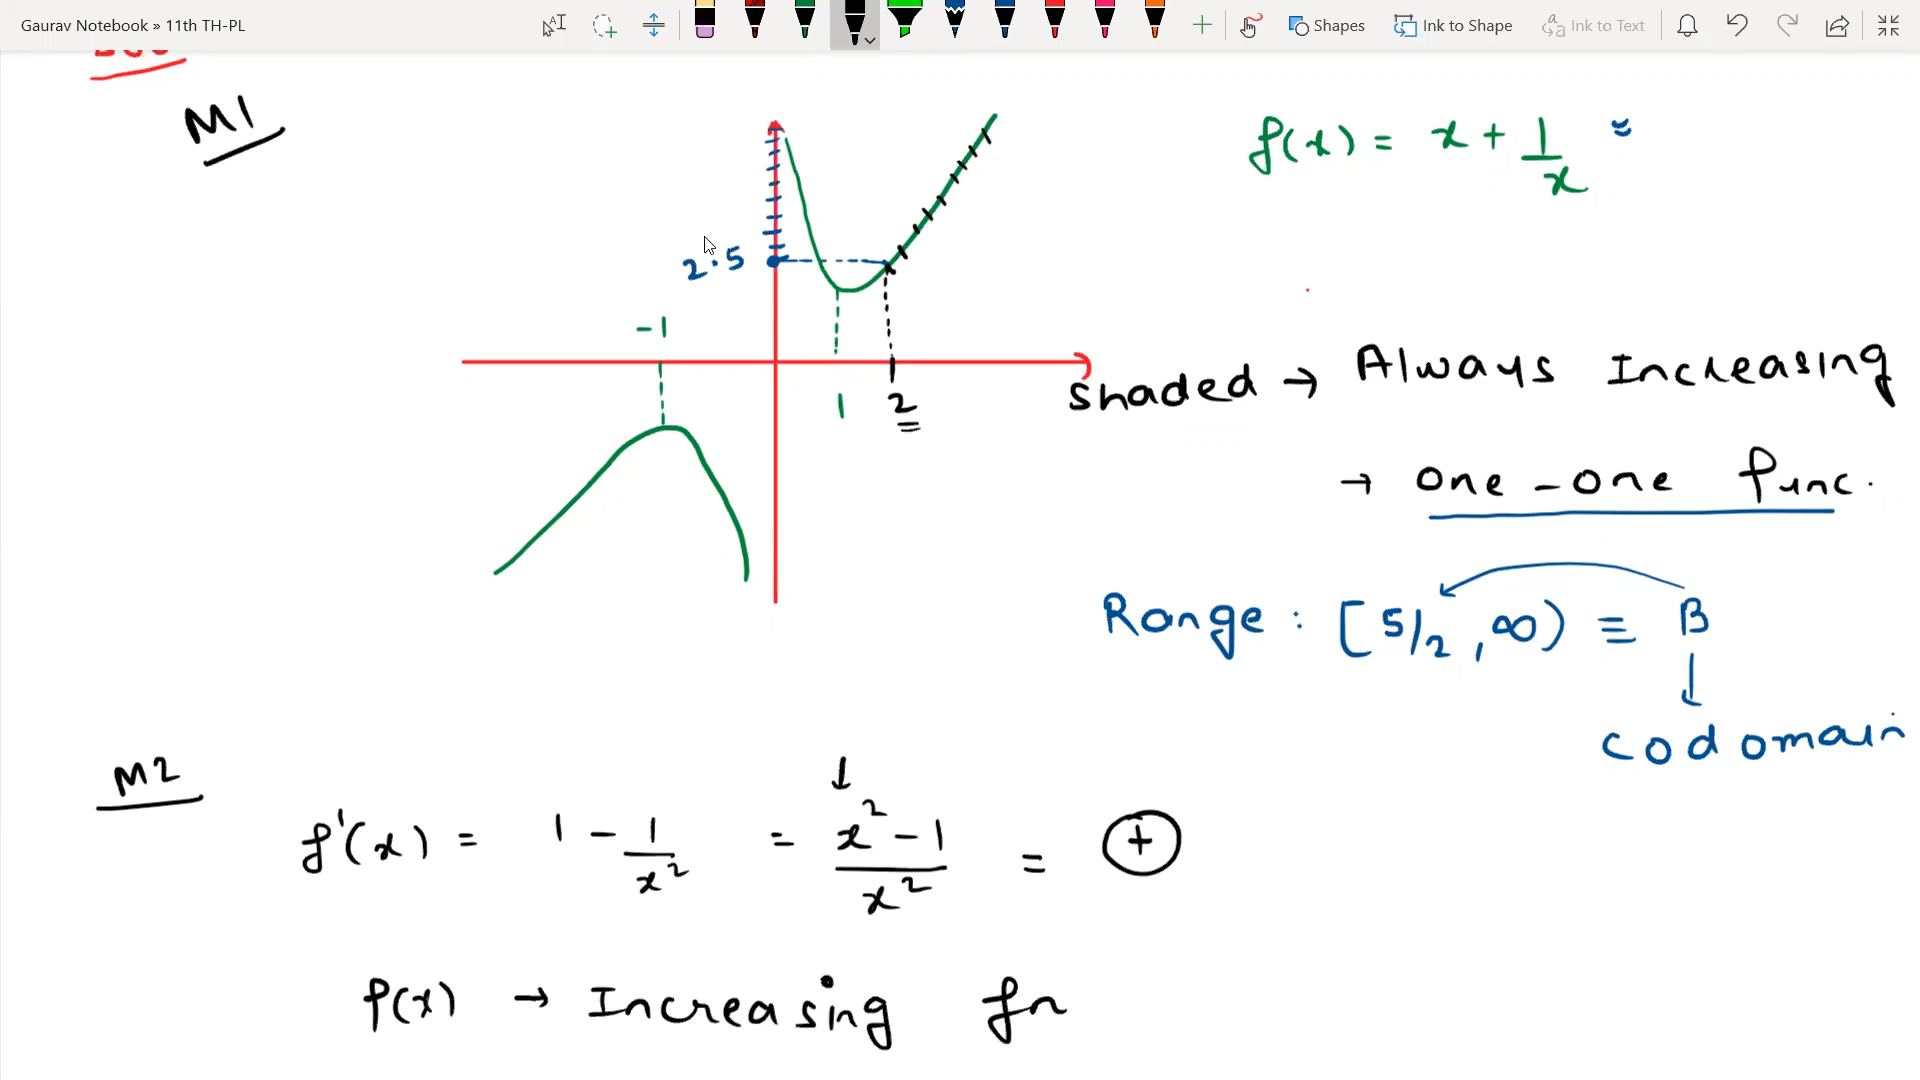 Gaurav Notebook » 11th TH-PL
Shapes
Ink to Shape
Ink to Text
M1
f(x) = x + 1/x
2.5
-1
1
2
Shaded → Always Increasing
→ one-one func.
Range : [5/2, ∞) ≡ B
codomain
M2
f'(x) = 1 - 1/x² = x² - 1/x² = +
f(x) → Increasing fn